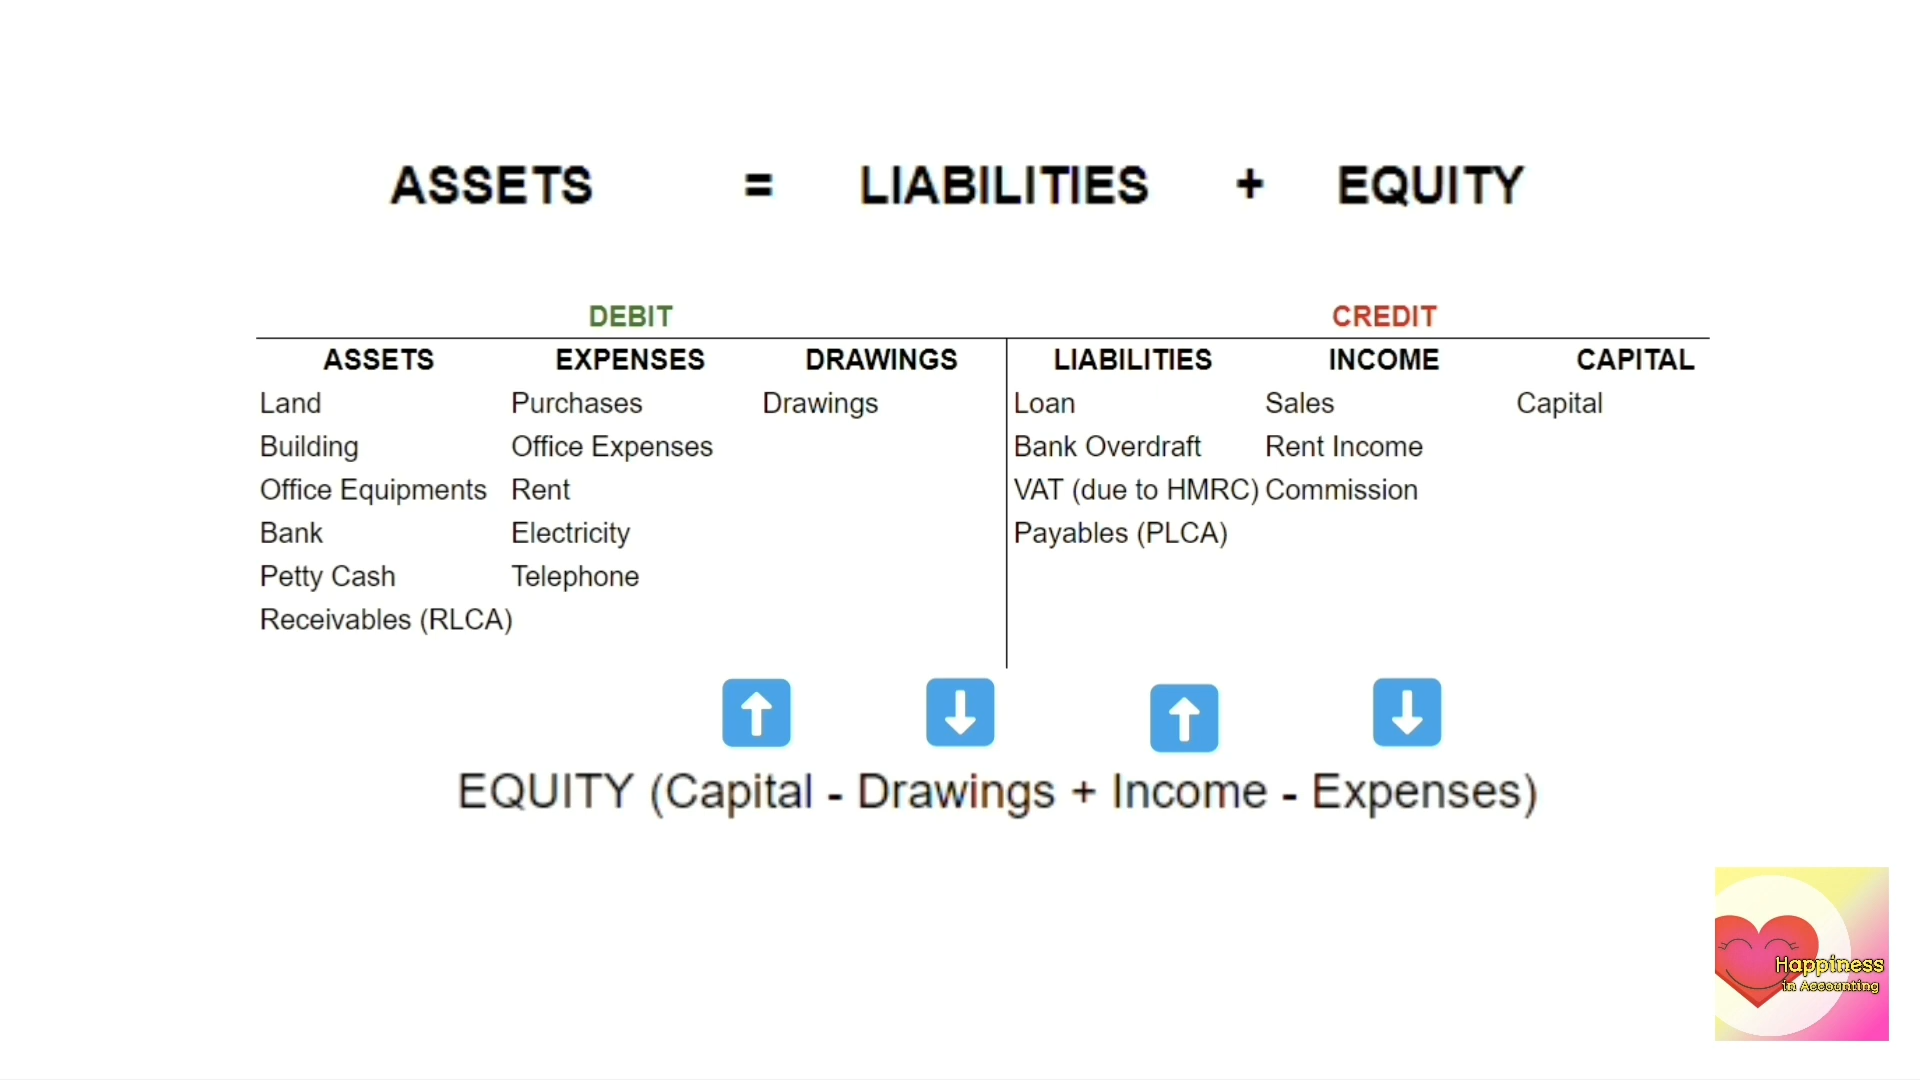 ASSETS = LIABILITIES + EQUITY
DEBIT CREDIT
ASSETS EXPENSES DRAWINGS LIABILITIES INCOME CAPITAL
Land Purchases Drawings Loan Sales Capital
Building Office Expenses Bank Overdraft Rent Income
Office Equipments Rent VAT (due to HMRC) Commission
Bank Electricity Payables (PLCA)
Petty Cash Telephone
Receivables (RLCA)
EQUITY (Capital - Drawings + Income - Expenses)
Happiness
in Accounting